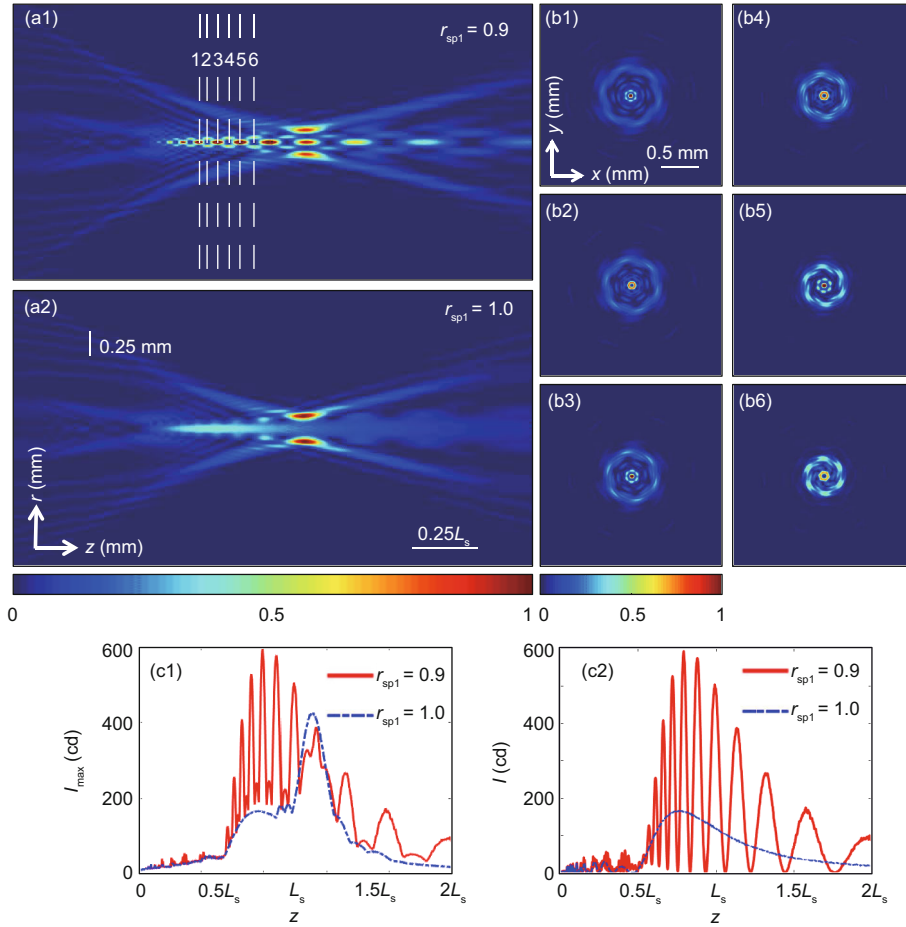 (a1)
r_sp1 = 0.9
123456
(a2)
r_sp1 = 1.0
0.25 mm
r (mm)
z (mm)
0.25L_s
0 0.5 1
(b1)
y (mm)
x (mm)
0.5 mm
(b4)
(b2)
(b5)
(b3)
(b6)
0 0.5 1
(c1)
r_sp1 = 0.9
r_sp1 = 1.0
I_max (cd)
600
400
200
0
0 0.5L_s L_s 1.5L_s 2L_s
z
(c2)
r_sp1 = 0.9
r_sp1 = 1.0
I (cd)
600
400
200
0
0 0.5L_s L_s 1.5L_s 2L_s
z